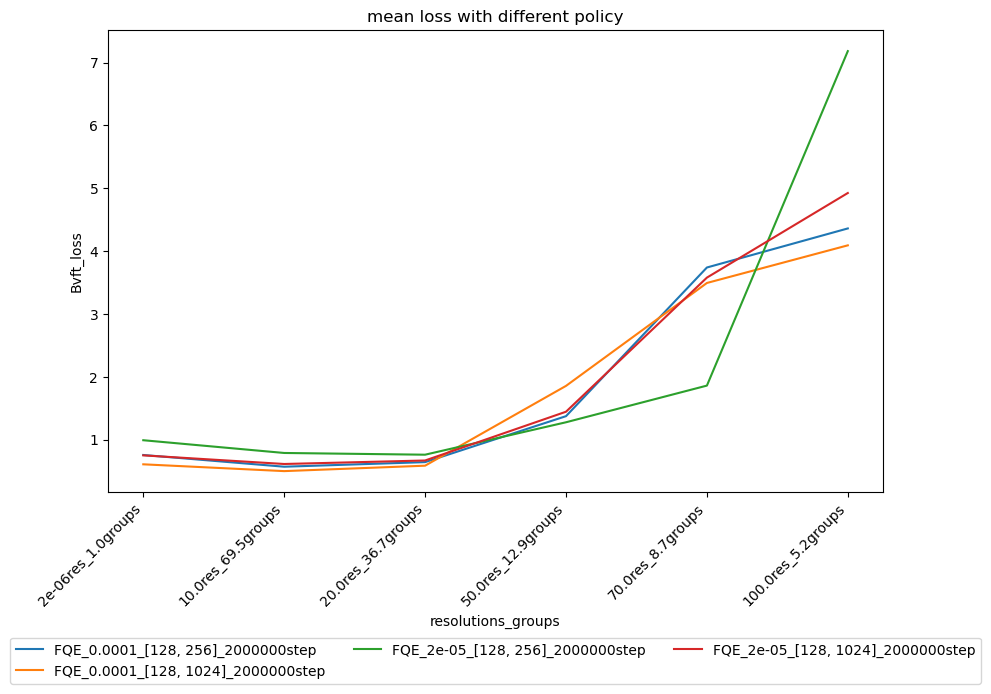 mean loss with different policy
Bvft_loss
7
6
5
4
3
2
1
2e-06res_1.0groups
10.0res_69.5groups
20.0res_36.7groups
50.0res_12.9groups
70.0res_8.7groups
100.0res_5.2groups
resolutions_groups
FQE_0.0001_[128, 256]_2000000step
FQE_0.0001_[128, 1024]_2000000step
FQE_2e-05_[128, 256]_2000000step
FQE_2e-05_[128, 1024]_2000000step